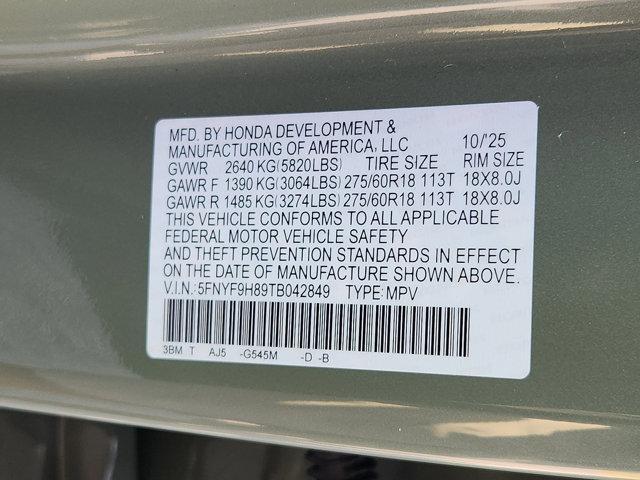 MFD. BY HONDA DEVELOPMENT &
MANUFACTURING OF AMERICA, LLC 10/'25
GVWR 2640 KG(5820LBS) TIRE SIZE RIM SIZE
GAWR F 1390 KG(3064LBS) 275/60R18 113T 18X8.0J
GAWR R 1485 KG(3274LBS) 275/60R18 113T 18X8.0J
THIS VEHICLE CONFORMS TO ALL APPLICABLE
FEDERAL MOTOR VEHICLE SAFETY
AND THEFT PREVENTION STANDARDS IN EFFECT
ON THE DATE OF MANUFACTURE SHOWN ABOVE.
V.I.N.: 5FNYF9H89TB042849 TYPE: MPV
3BM T AJ5 -G545M -D -B